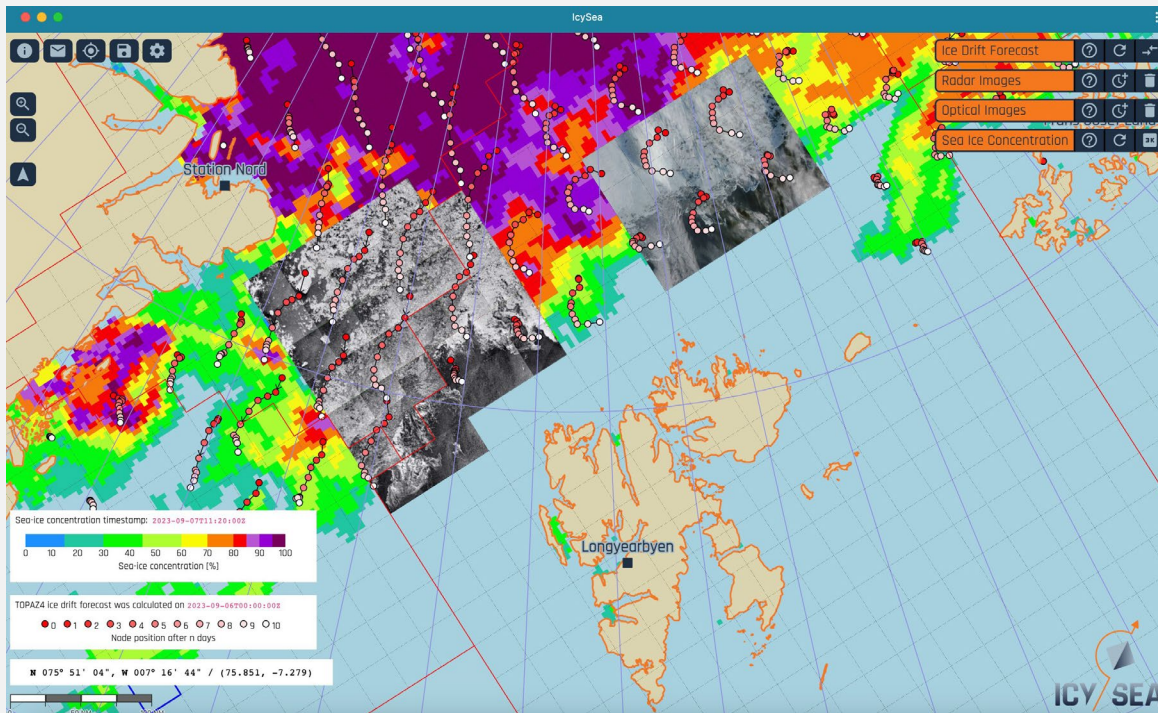 IcySea
Ice Drift Forecast
Radar Images
Optical Images
Sea Ice Concentration
3K
Station Nord
Longyearbyen
Sea-ice concentration timestamp: 2023-09-07T11:20:00Z
0 10 20 30 40 50 60 70 80 90 100
Sea-ice concentration [%]
TOPAZ4 ice drift forecast was calculated on 2023-09-06T00:00:00Z
0 1 2 3 4 5 6 7 8 9 10
Node position after n days
N 075° 51' 04", W 007° 16' 44" / (75.851, -7.279)
ICY SEA